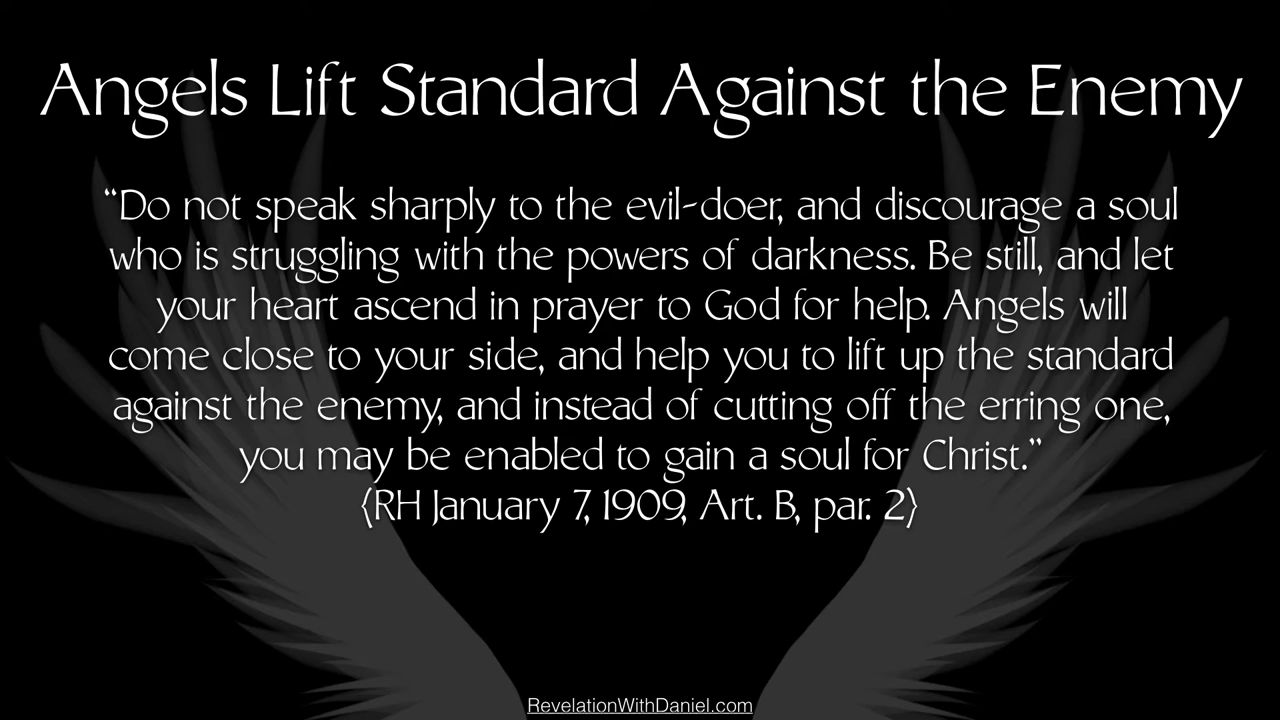 Angels Lift Standard Against the Enemy
“Do not speak sharply to the evil-doer, and discourage a soul
who is struggling with the powers of darkness. Be still, and let
your heart ascend in prayer to God for help. Angels will
come close to your side, and help you to lift up the standard
against the enemy, and instead of cutting off the erring one,
you may be enabled to gain a soul for Christ.”
{RH January 7, 1909, Art. B, par. 2}
RevelationWithDaniel.com